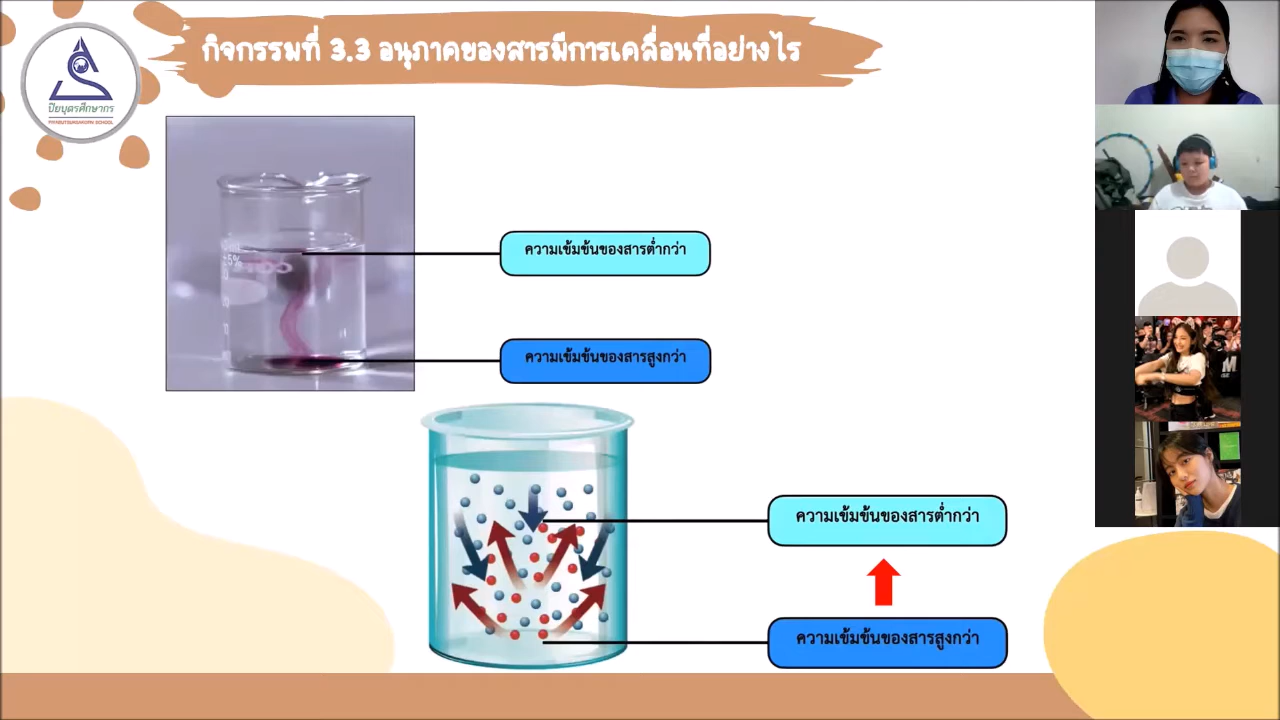 กิจกรรมที่ 3.3 อนุภาคของสารมีการเคลื่อนที่อย่างไร
ปิยบุตรศึกษากร
PIYABUTSUKSAKORN SCHOOL
ความเข้มข้นของสารต่ำกว่า
ความเข้มข้นของสารสูงกว่า
ความเข้มข้นของสารต่ำกว่า
ความเข้มข้นของสารสูงกว่า